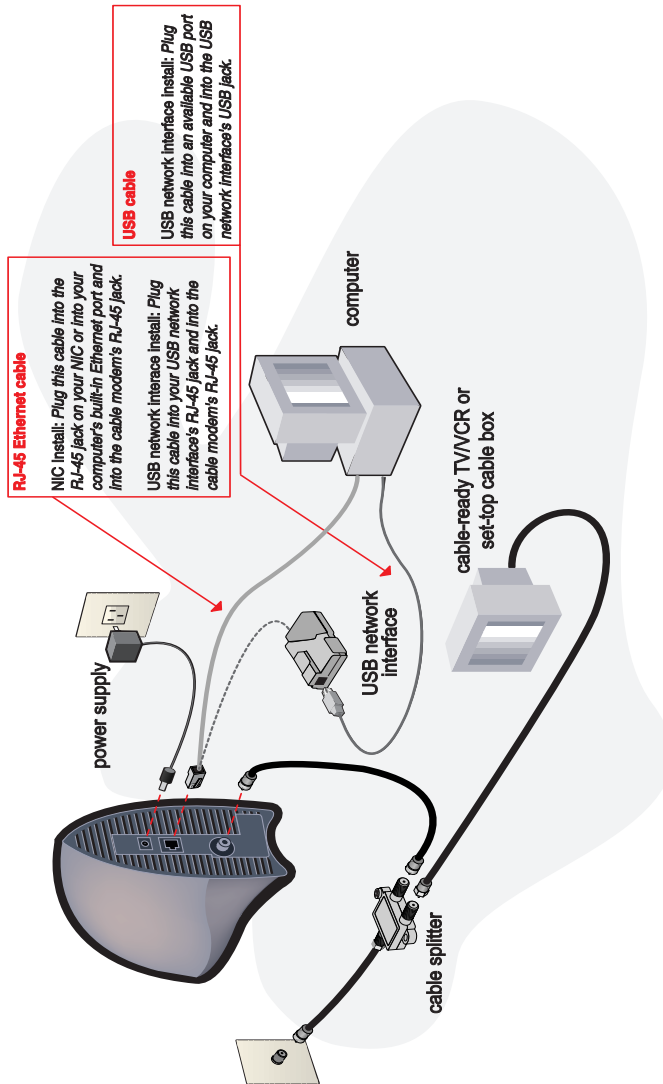 RJ-45 Ethernet cable
NIC install: Plug this cable into the
RJ-45 jack on your NIC or into your
computer's built-in Ethernet port and
into the cable modem's RJ-45 jack.
USB network interace install: Plug
this cable into your USB network
interface's RJ-45 jack and into the
cable modem's RJ-45 jack.
USB cable
USB network interface install: Plug
this cable into an available USB port
on your computer and into the USB
network interface's USB jack.
power supply
computer
USB network
interface
cable-ready TV/VCR or
set-top cable box
cable splitter